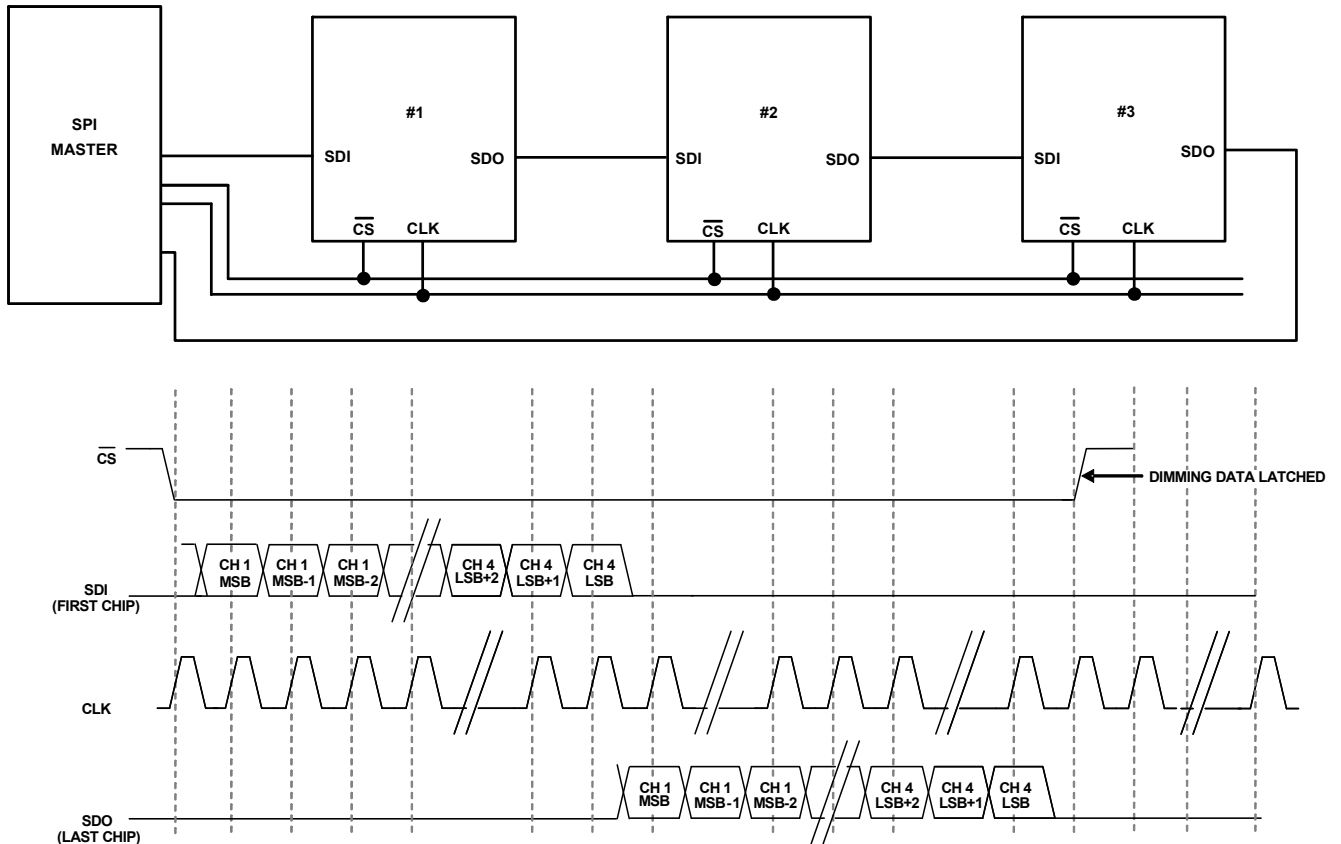 SPI
MASTER
#1
SDI
SDO
CS
CLK
#2
SDI
SDO
CS
CLK
#3
SDI
SDO
CS
CLK
CS
DIMMING DATA LATCHED
SDI
(FIRST CHIP)
CH 1
MSB
CH 1
MSB-1
CH 1
MSB-2
CH 4
LSB+2
CH 4
LSB+1
CH 4
LSB
CLK
SDO
(LAST CHIP)
CH 1
MSB
CH 1
MSB-1
CH 1
MSB-2
CH 4
LSB+2
CH 4
LSB+1
CH 4
LSB